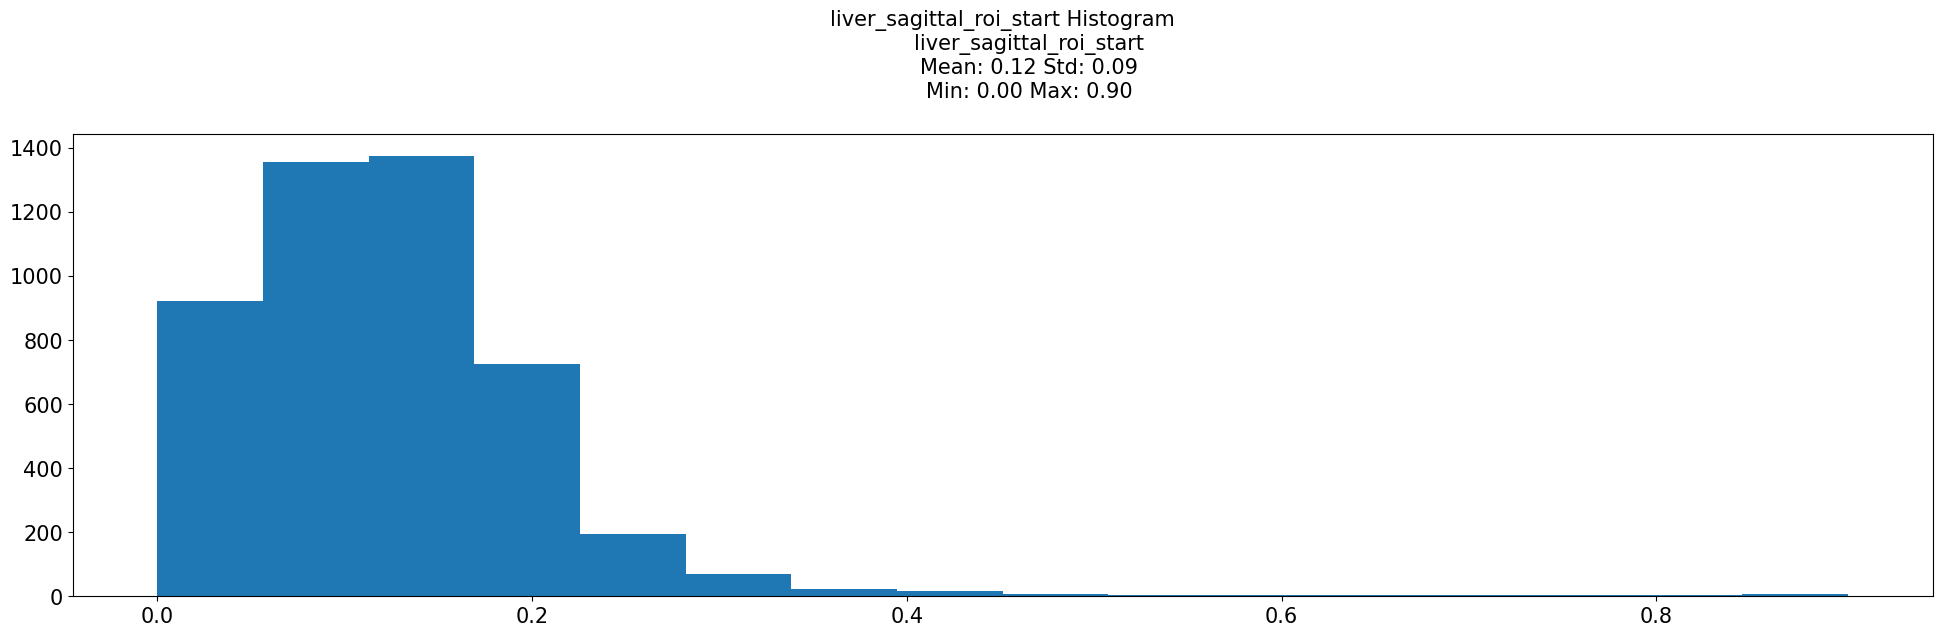 liver_sagittal_roi_start Histogram
liver_sagittal_roi_start
Mean: 0.12 Std: 0.09
Min: 0.00 Max: 0.90
1400
1200
1000
800
600
400
200
0
0.0 0.2 0.4 0.6 0.8